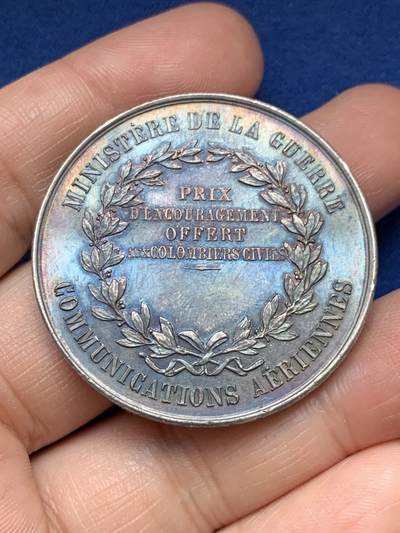 MINISTÈRE DE LA GUERRE
PRIX
D'ENCOURAGEMENT
OFFERT
AUX COLOMBIERS CIVILS
COMMUNICATIONS AÉRIENNES